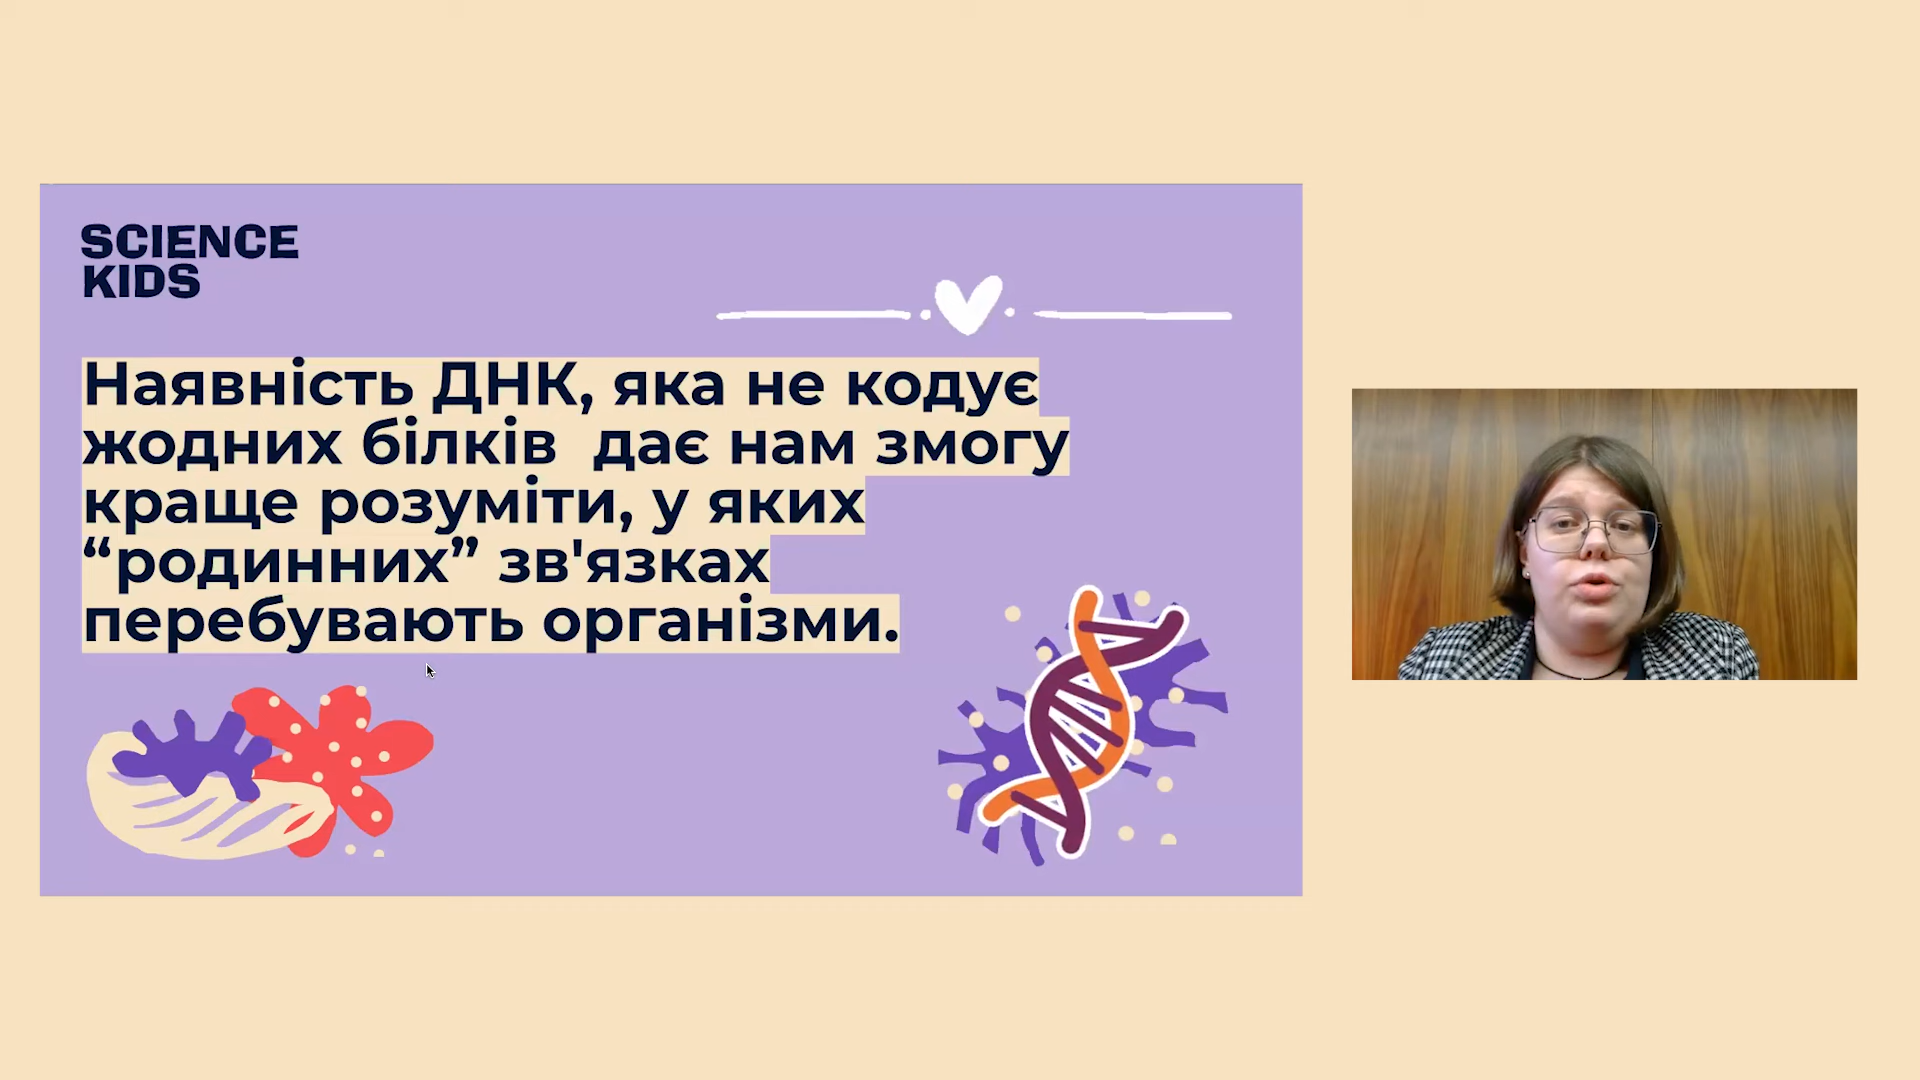 SCIENCE
KIDS
Наявність ДНК, яка не кодує
жодних білків  дає нам змогу
краще розуміти, у яких
“родинних” зв'язках
перебувають організми.